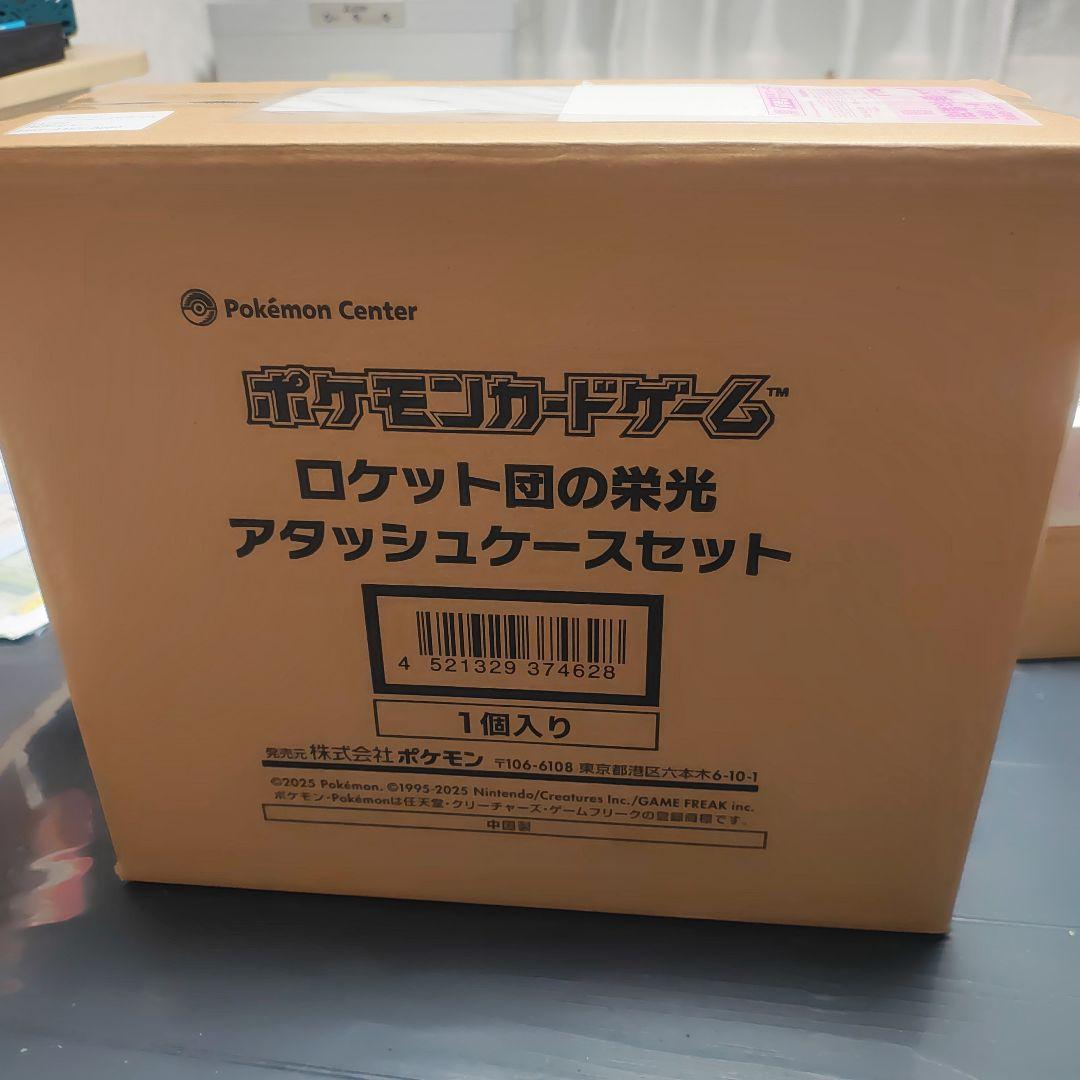 Pokémon Center
ポケモンカードゲーム™
ロケット団の栄光
アタッシュケースセット
4 521329 374628
1個入り
発売元 株式会社ポケモン 〒106-6108 東京都港区六本木6-10-1
©2025 Pokémon. ©1995-2025 Nintendo/Creatures Inc./GAME FREAK inc.
ポケモン・Pokémonは任天堂・クリーチャーズ・ゲームフリークの登録商標です。
中国製